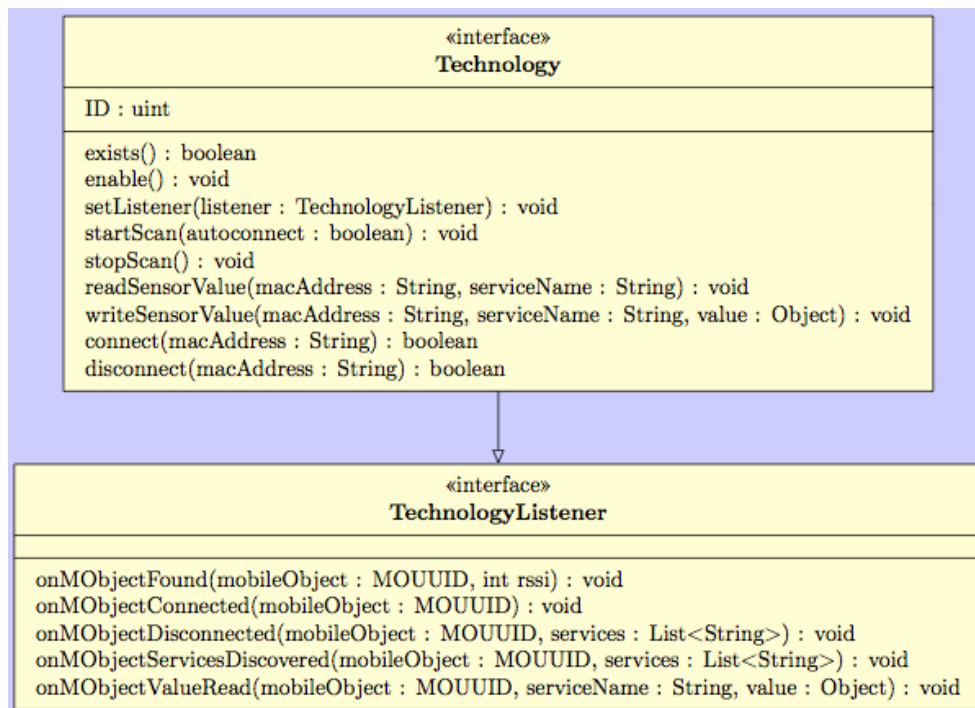 «interface»
Technology
ID : uint
exists() : boolean
enable() : void
setListener(listener : TechnologyListener) : void
startScan(autoconnect : boolean) : void
stopScan() : void
readSensorValue(macAddress : String, serviceName : String) : void
writeSensorValue(macAddress : String, serviceName : String, value : Object) : void
connect(macAddress : String) : boolean
disconnect(macAddress : String) : boolean
«interface»
TechnologyListener
onMObjectFound(mobileObject : MOUUID, int rssi) : void
onMObjectConnected(mobileObject : MOUUID) : void
onMObjectDisconnected(mobileObject : MOUUID, services : List<String>) : void
onMObjectServicesDiscovered(mobileObject : MOUUID, services : List<String>) : void
onMObjectValueRead(mobileObject : MOUUID, serviceName : String, value : Object) : void